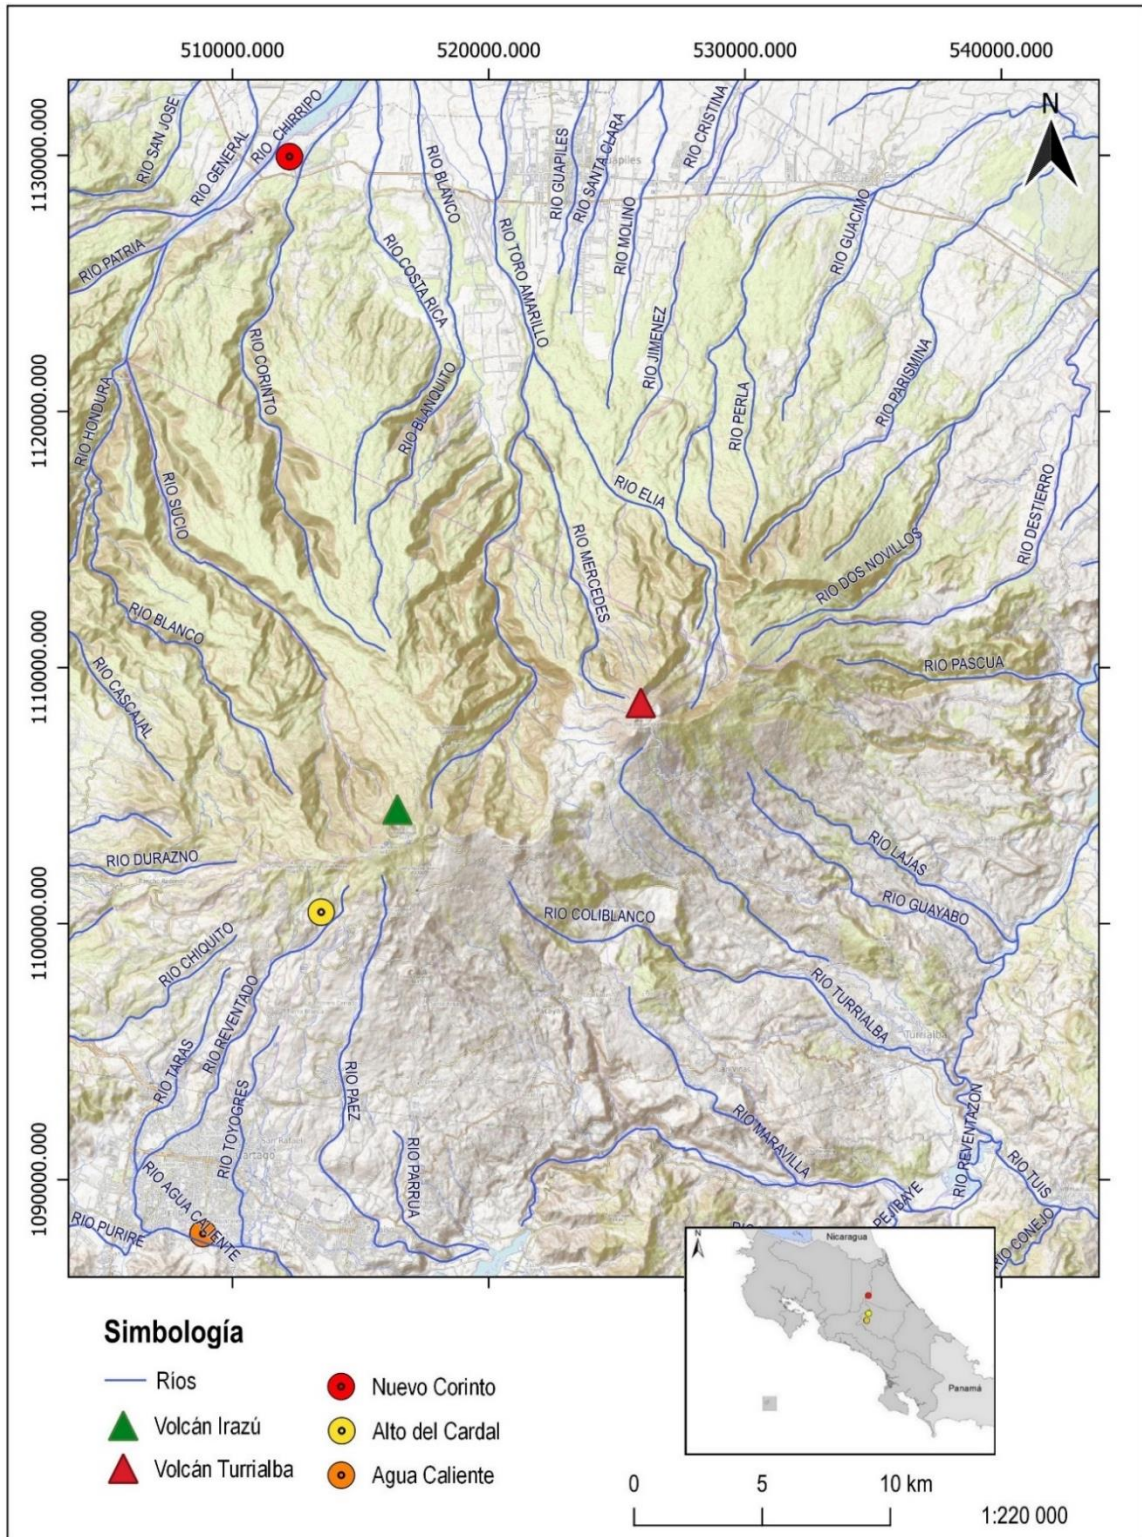 510000.000
520000.000
530000.000
540000.000
1130000.000
1120000.000
1110000.000
1100000.000
1090000.000
N
RIO SAN JOSE
RIO GENERAL
RIO CHIRRIPO
RIO PATRIA
RIO BLANCO
RIO COSTA RICA
RIO TORO AMARILLO
RIO GUAPILES
RIO SANTA CLARA
RIO CRISTINA
RIO MOLINO
RIO JIMENEZ
RIO GUACIMO
RIO HONDURA
RIO CORINTO
RIO BLANQUITO
RIO PERLA
RIO PARISMINA
RIO SUCIO
RIO ELIA
RIO MERCEDES
RIO DESTIERRO
RIO DOS NOVILLOS
RIO BLANCO
RIO CASCAJAL
RIO PASCUA
RIO DURAZNO
RIO LAJAS
RIO GUAYABO
RIO COLIBLANCO
RIO CHIQUITO
RIO REVENTADO
RIO TARAS
RIO TOYOGRES
RIO PAEZ
RIO TURRIALBA
Turrialba
RIO MARAVILLA
RIO PARRUA
San Rafael
Cartago
RIO AGUA CALIENTE
RIO PURIRE
RIO REVENTAZON
RIO TUIS
PEJIBAYE
RIO CONEJO
N
Nicaragua
Panamá
Simbología
Ríos
Volcán Irazú
Volcán Turrialba
Nuevo Corinto
Alto del Cardal
Agua Caliente
0 5 10 km
1:220 000